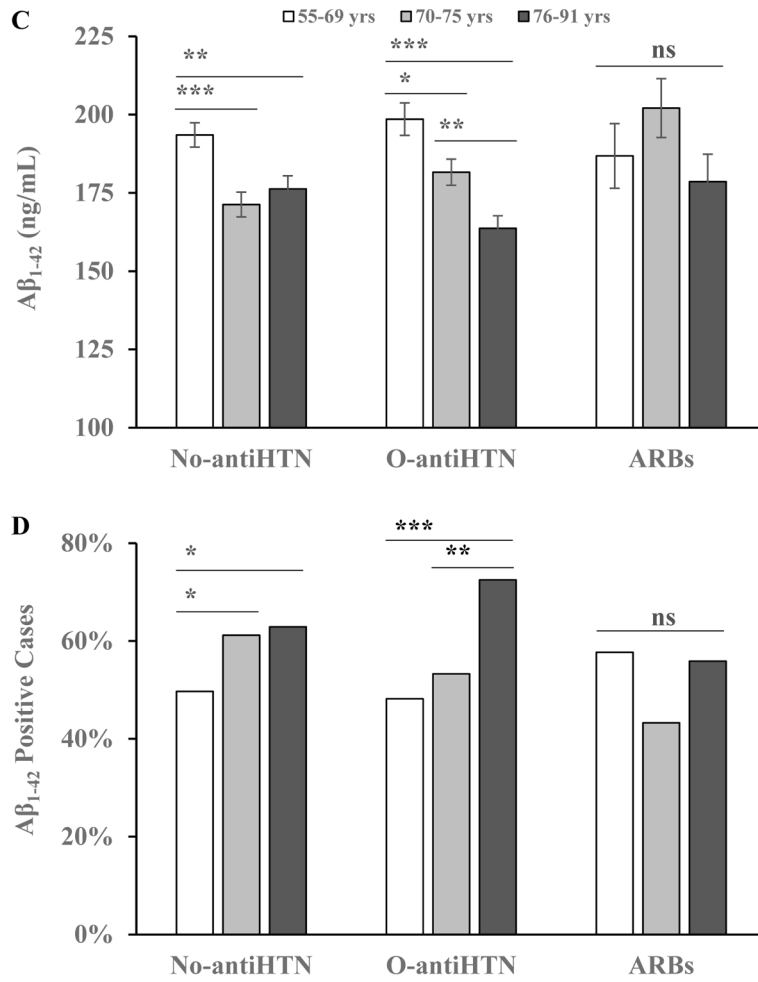 C
55-69 yrs 70-75 yrs 76-91 yrs
225
200
175
150
125
100
Aβ1-42 (ng/mL)
**
***
***
*
**
ns
No-antiHTN O-antiHTN ARBs
D
80%
60%
40%
20%
0%
Aβ1-42 Positive Cases
*
*
***
**
ns
No-antiHTN O-antiHTN ARBs